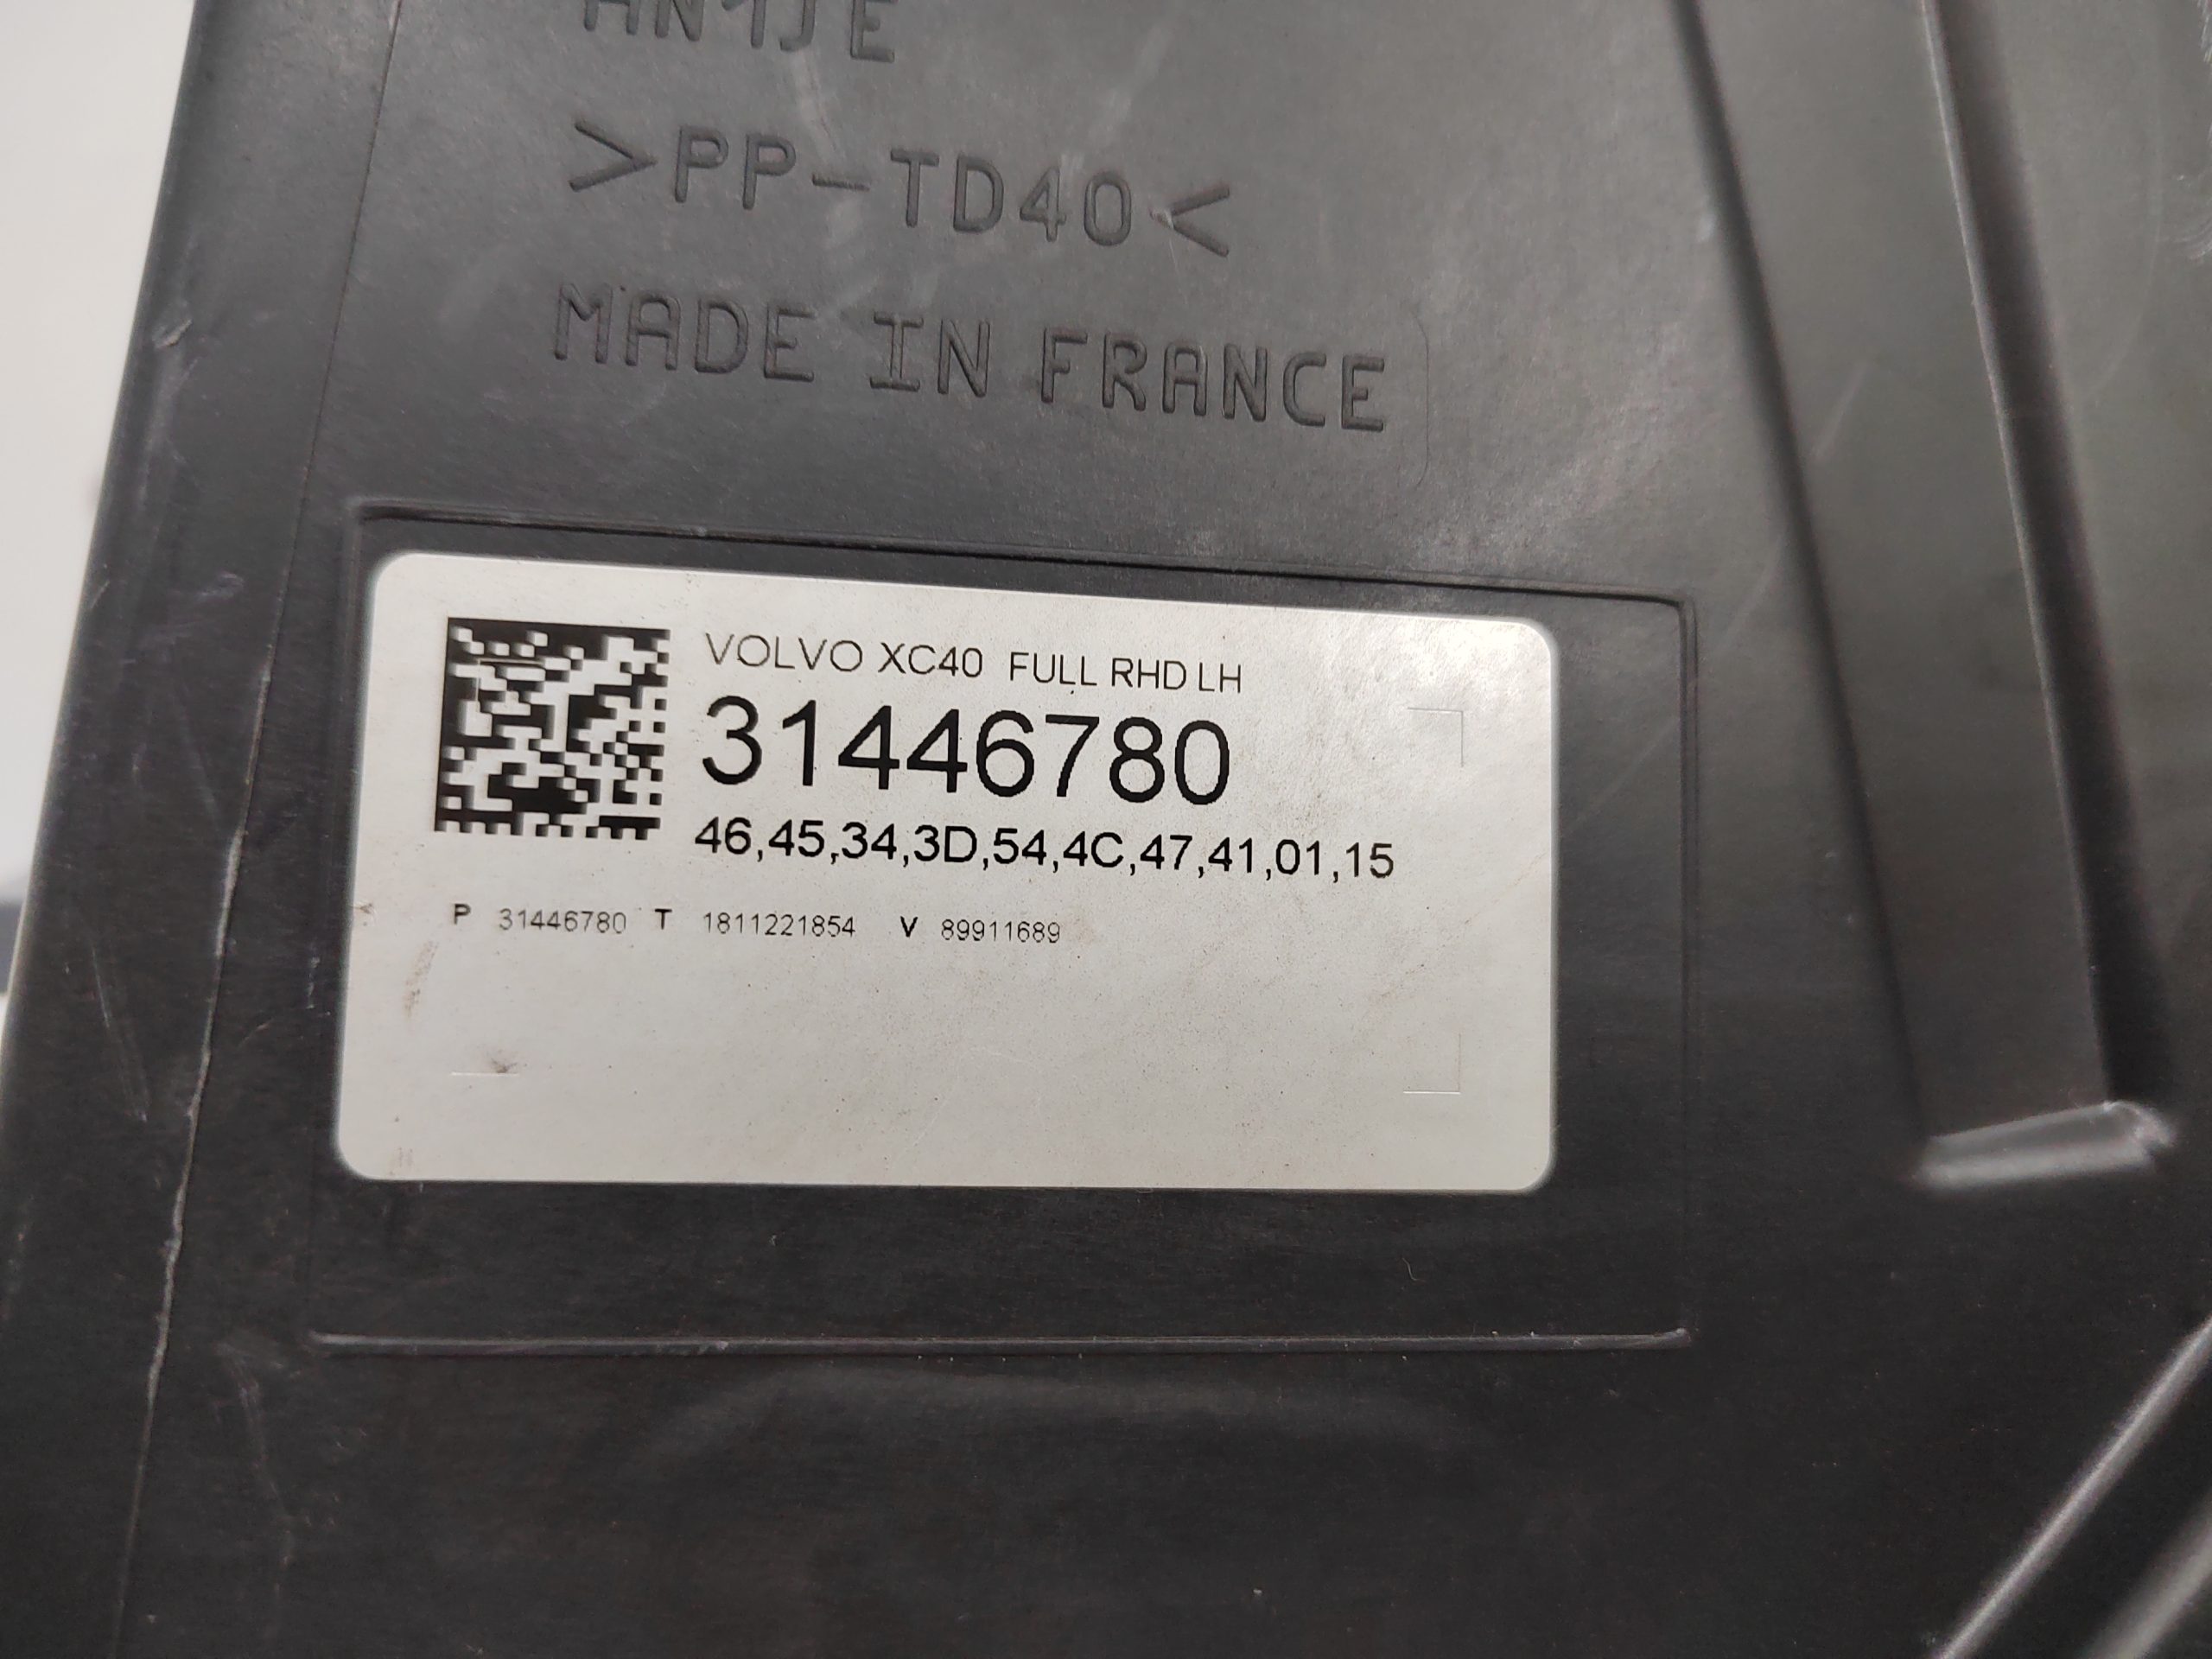 >PP-TD40<
MADE IN FRANCE
VOLVO XC40 FULL RHD LH
31446780
46,45,34,3D,54,4C,47,41,01,15
P 31446780 T 1811221854 V 89911689